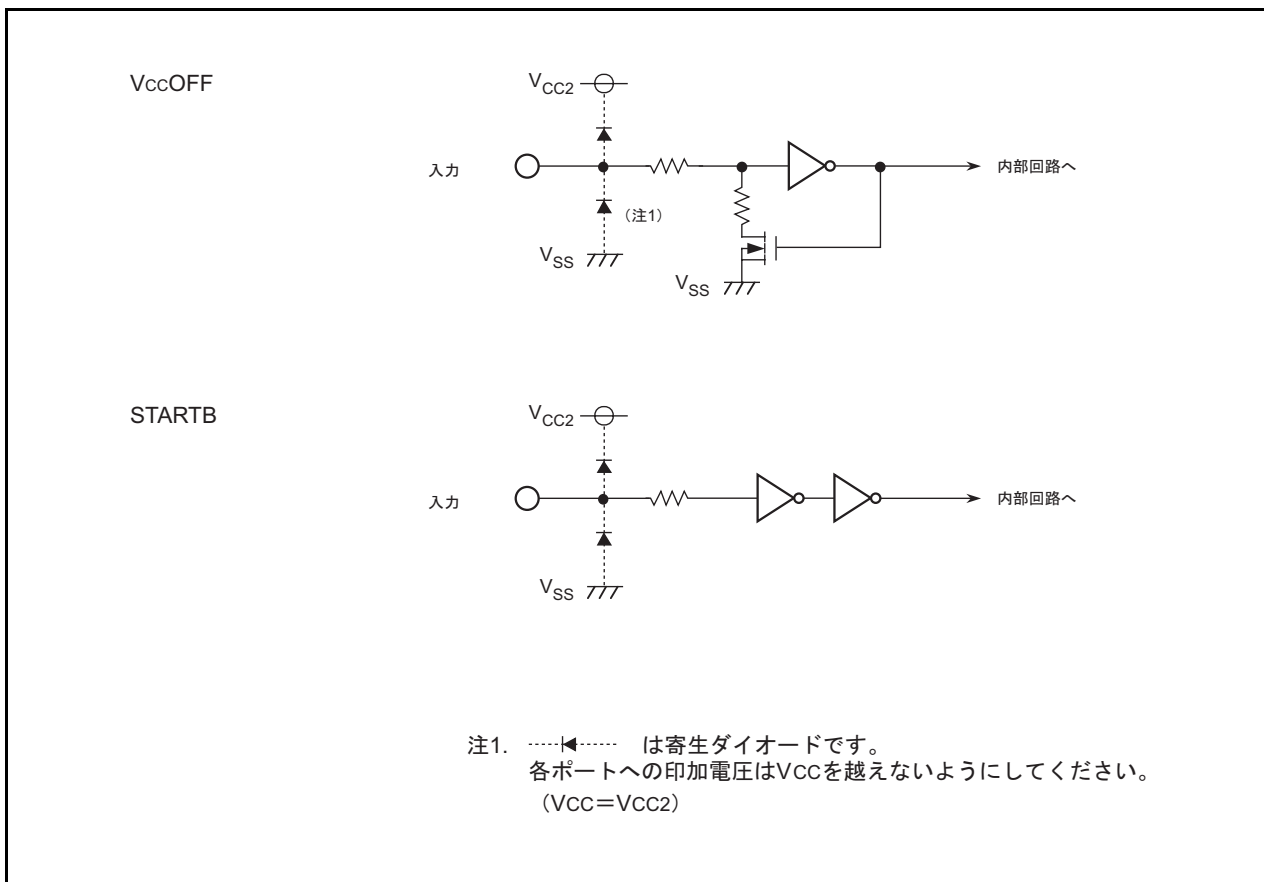 VccOFF
VCC2
入力
内部回路へ
（注1）
VSS
VSS
STARTB
VCC2
入力
内部回路へ
VSS
注1. は寄生ダイオードです。
各ポートへの印加電圧はVCCを越えないようにしてください。
（VCC＝VCC2）